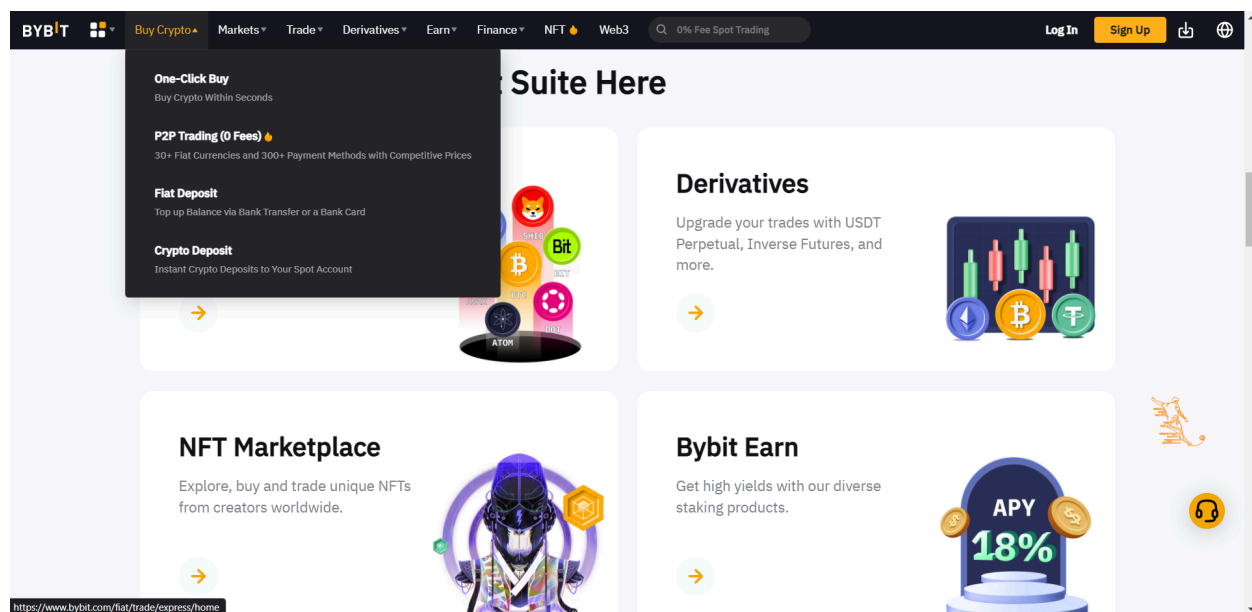 BYBIT
Buy Crypto
Markets
Trade
Derivatives
Earn
Finance
NFT
Web3
0% Fee Spot Trading
Log In
Sign Up
One-Click Buy
Buy Crypto Within Seconds
P2P Trading (0 Fees)
30+ Fiat Currencies and 300+ Payment Methods with Competitive Prices
Fiat Deposit
Top up Balance via Bank Transfer or a Bank Card
Crypto Deposit
Instant Crypto Deposits to Your Spot Account
Suite Here
SHIB
Bit
BIT
BTC
DOT
ATOM
Derivatives
Upgrade your trades with USDT
Perpetual, Inverse Futures, and
more.
NFT Marketplace
Explore, buy and trade unique NFTs
from creators worldwide.
Bybit Earn
Get high yields with our diverse
staking products.
APY
18%
https://www.bybit.com/fiat/trade/express/home